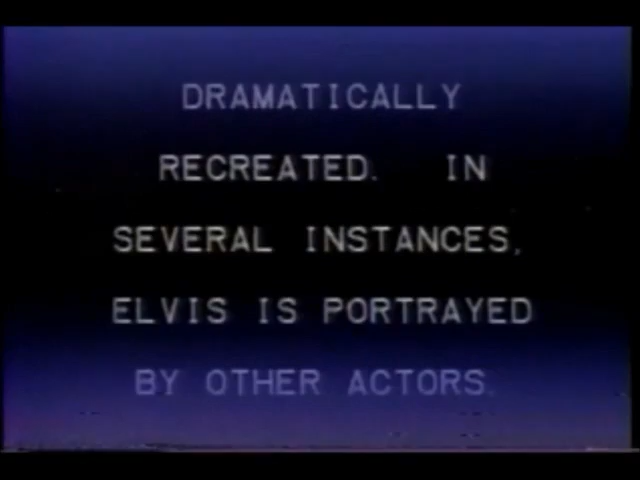 DRAMATICALLY
RECREATED. IN
SEVERAL INSTANCES,
ELVIS IS PORTRAYED
BY OTHER ACTORS.